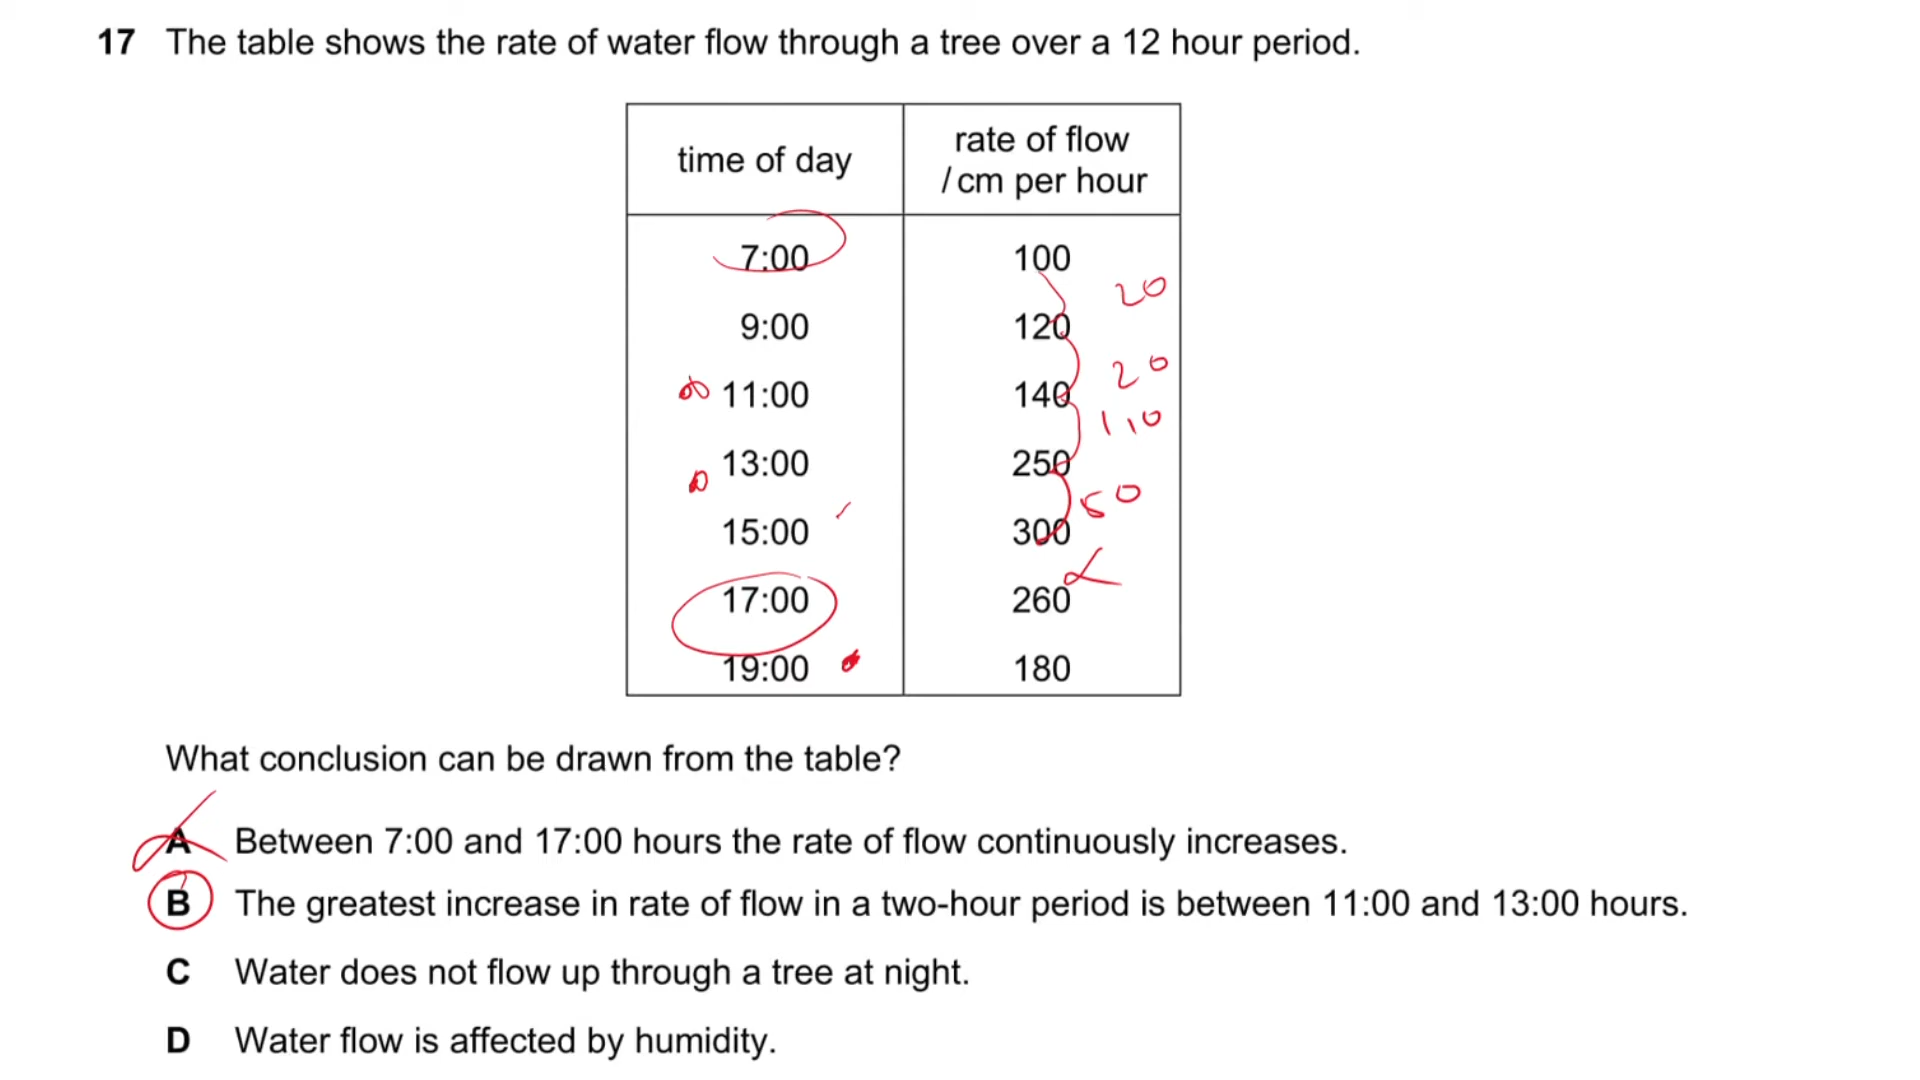 17 The table shows the rate of water flow through a tree over a 12 hour period.
time of day
rate of flow
/ cm per hour
7:00 100
20
9:00 120
20
11:00 140
110
13:00 250
50
15:00 300
17:00 260
19:00 180
What conclusion can be drawn from the table?
A Between 7:00 and 17:00 hours the rate of flow continuously increases.
B The greatest increase in rate of flow in a two-hour period is between 11:00 and 13:00 hours.
C Water does not flow up through a tree at night.
D Water flow is affected by humidity.